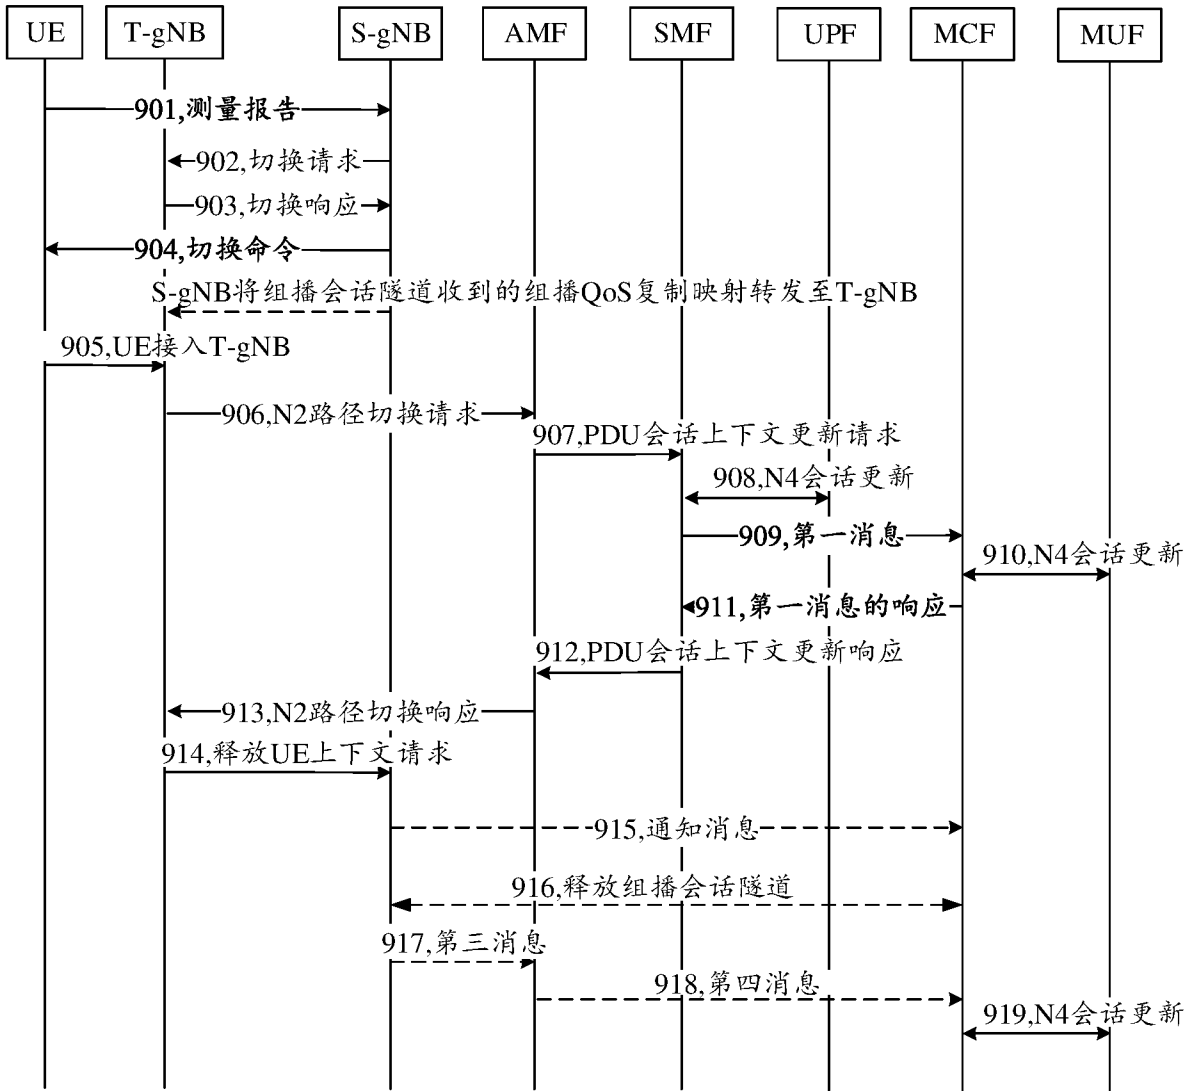 UE
T-gNB
S-gNB
AMF
SMF
UPF
MCF
MUF
901,测量报告
902,切换请求
903,切换响应
904,切换命令
S-gNB将组播会话隧道收到的组播QoS复制映射转发至T-gNB
905,UE接入T-gNB
906,N2路径切换请求
907,PDU会话上下文更新请求
908,N4会话更新
909,第一消息
910,N4会话更新
911,第一消息的响应
912,PDU会话上下文更新响应
913,N2路径切换响应
914,释放UE上下文请求
915,通知消息
916,释放组播会话隧道
917,第三消息
918,第四消息
919,N4会话更新